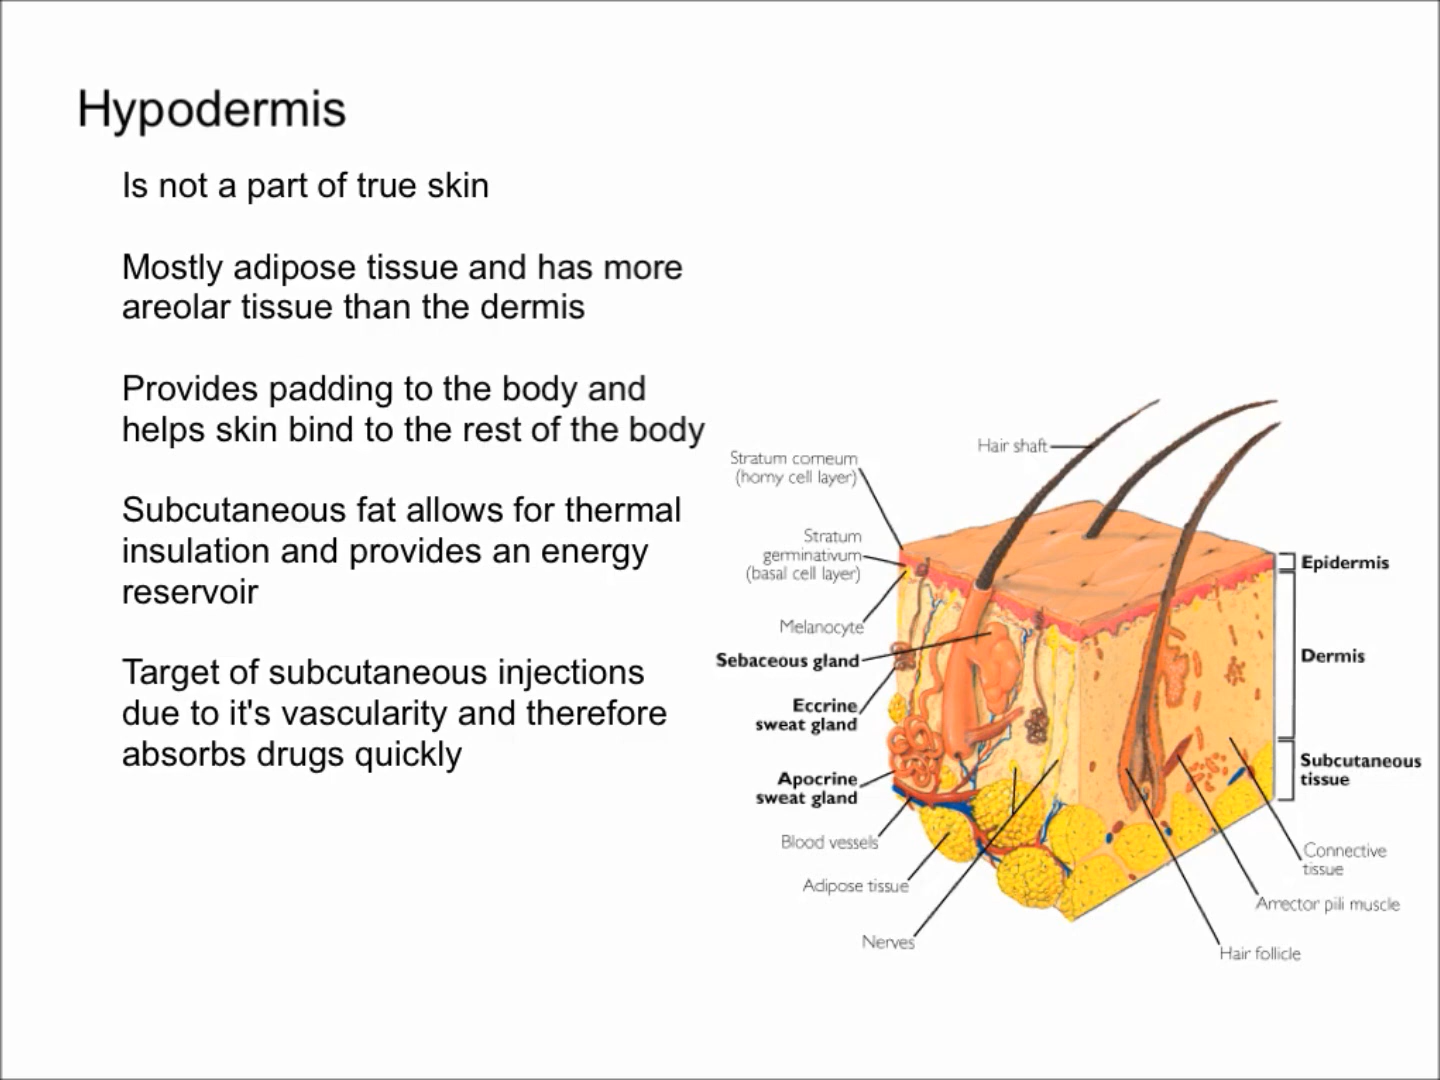 Hypodermis
Is not a part of true skin
Mostly adipose tissue and has more
areolar tissue than the dermis
Provides padding to the body and
helps skin bind to the rest of the body
Subcutaneous fat allows for thermal
insulation and provides an energy
reservoir
Target of subcutaneous injections
due to it's vascularity and therefore
absorbs drugs quickly
Hair shaft
Stratum corneum
(horny cell layer)
Stratum
germinativum
(basal cell layer)
Melanocyte
Sebaceous gland
Eccrine
sweat gland
Apocrine
sweat gland
Blood vessels
Adipose tissue
Nerves
Epidermis
Dermis
Subcutaneous
tissue
Connective
tissue
Arrector pili muscle
Hair follicle